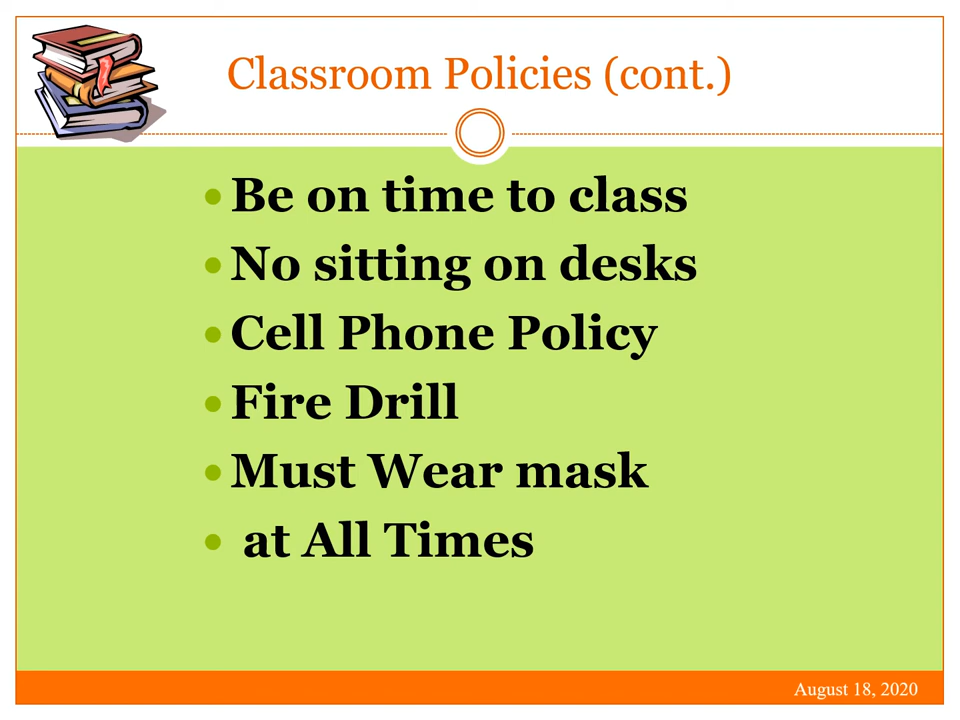 Classroom Policies (cont.)
• Be on time to class
• No sitting on desks
• Cell Phone Policy
• Fire Drill
• Must Wear mask
• at All Times
August 18, 2020